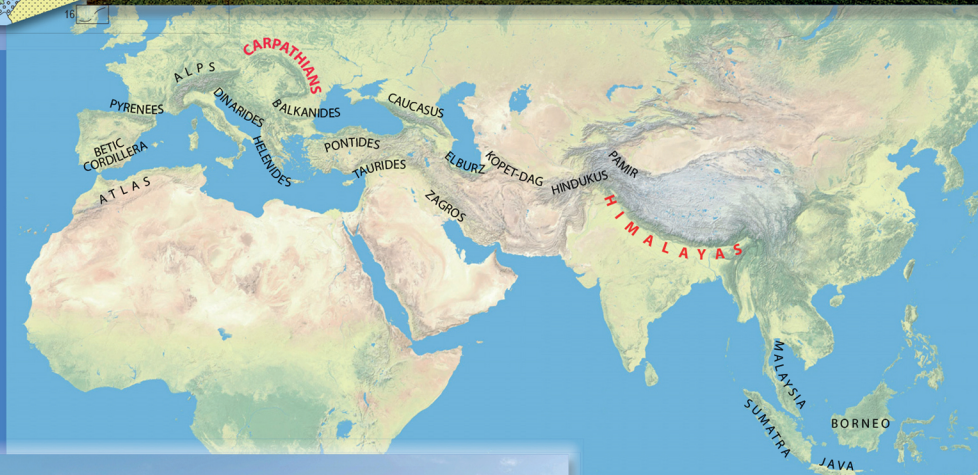 16
CARPATHIANS
ALPS
PYRENEES
DINARIDES
BALKANIDES
CAUCASUS
BETIC
CORDILLERA
HELENIDES
PONTIDES
TAURIDES
ELBURZ
KOPET-DAG
HINDUKUS
PAMIR
ATLAS
ZAGROS
HIMALAYAS
MALAYSIA
SUMATRA
BORNEO
JAVA